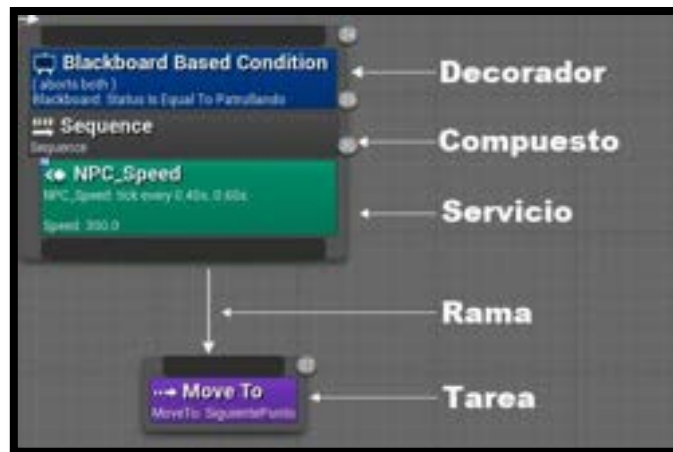 Blackboard Based Condition
( aborts both )
Blackboard: Status Is Equal To Patrullando
Decorador
Sequence
Sequence
Compuesto
NPC_Speed
NPC_Speed: tick every 0.40s..0.60s
Speed: 300.0
Servicio
Rama
Move To
MoveTo: SiguientePunto
Tarea